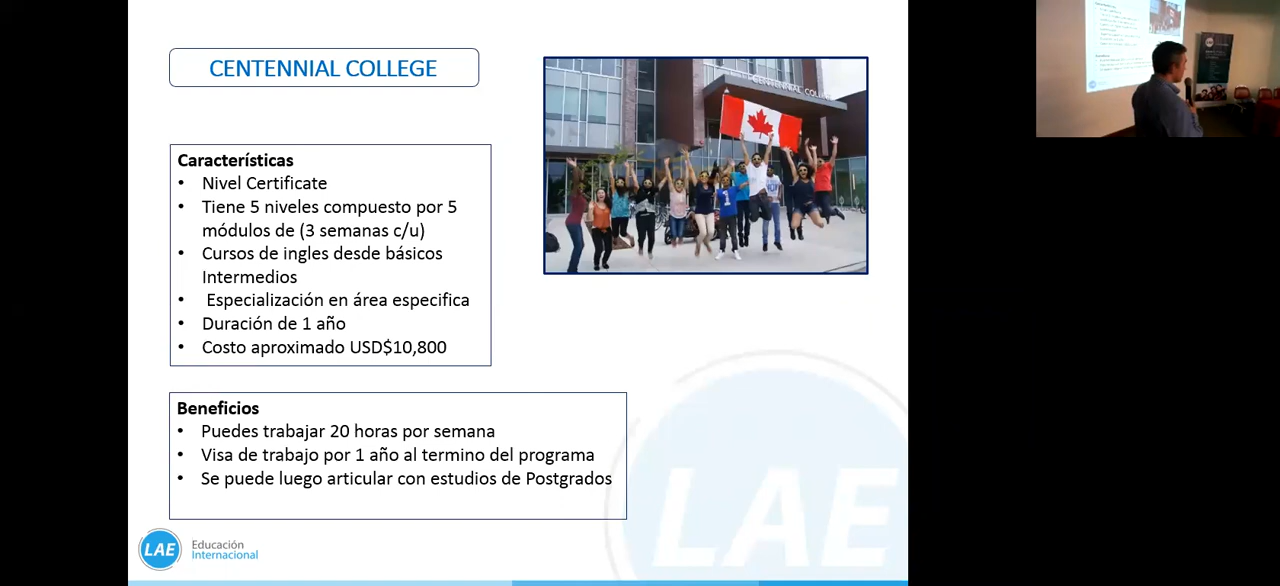 CENTENNIAL COLLEGE
CENTENNIAL COLLEGE
Características
• Nivel Certificate
• Tiene 5 niveles compuesto por 5
módulos de (3 semanas c/u)
• Cursos de ingles desde básicos
Intermedios
• Especialización en área especifica
• Duración de 1 año
• Costo aproximado USD$10,800
Beneficios
• Puedes trabajar 20 horas por semana
• Visa de trabajo por 1 año al termino del programa
• Se puede luego articular con estudios de Postgrados
LAE
LAE Educación
Internacional